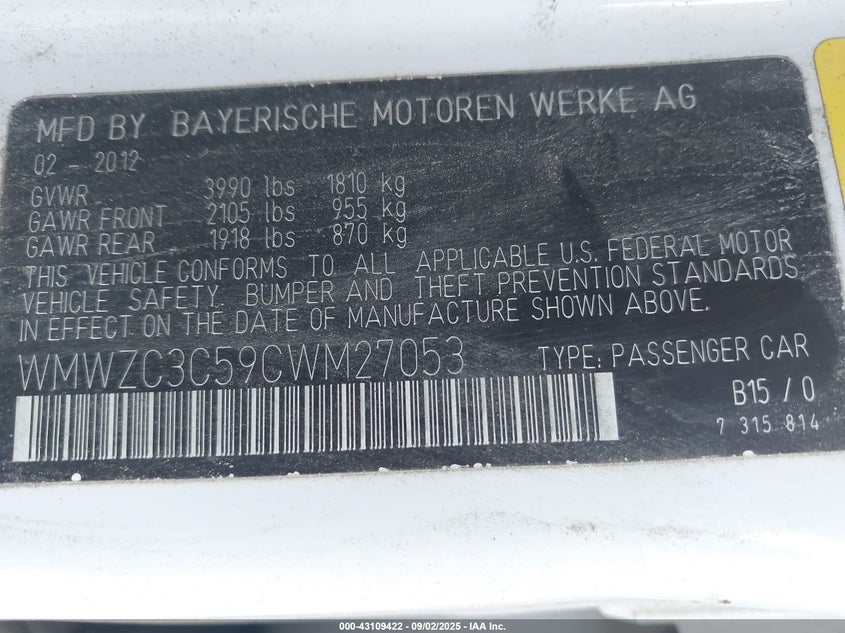 MFD BY BAYERISCHE MOTOREN WERKE AG
02 - 2012
GVWR 3990 lbs 1810 kg
GAWR FRONT 2105 lbs 955 kg
GAWR REAR 1918 lbs 870 kg
THIS VEHICLE CONFORMS TO ALL APPLICABLE U.S. FEDERAL MOTOR
VEHICLE SAFETY, BUMPER AND THEFT PREVENTION STANDARDS
IN EFFECT ON THE DATE OF MANUFACTURE SHOWN ABOVE.
WMWZC3C59CWM27053 TYPE: PASSENGER CAR
B15 / 0
7 315 814
000-43109422 - 09/02/2025 - IAA Inc.